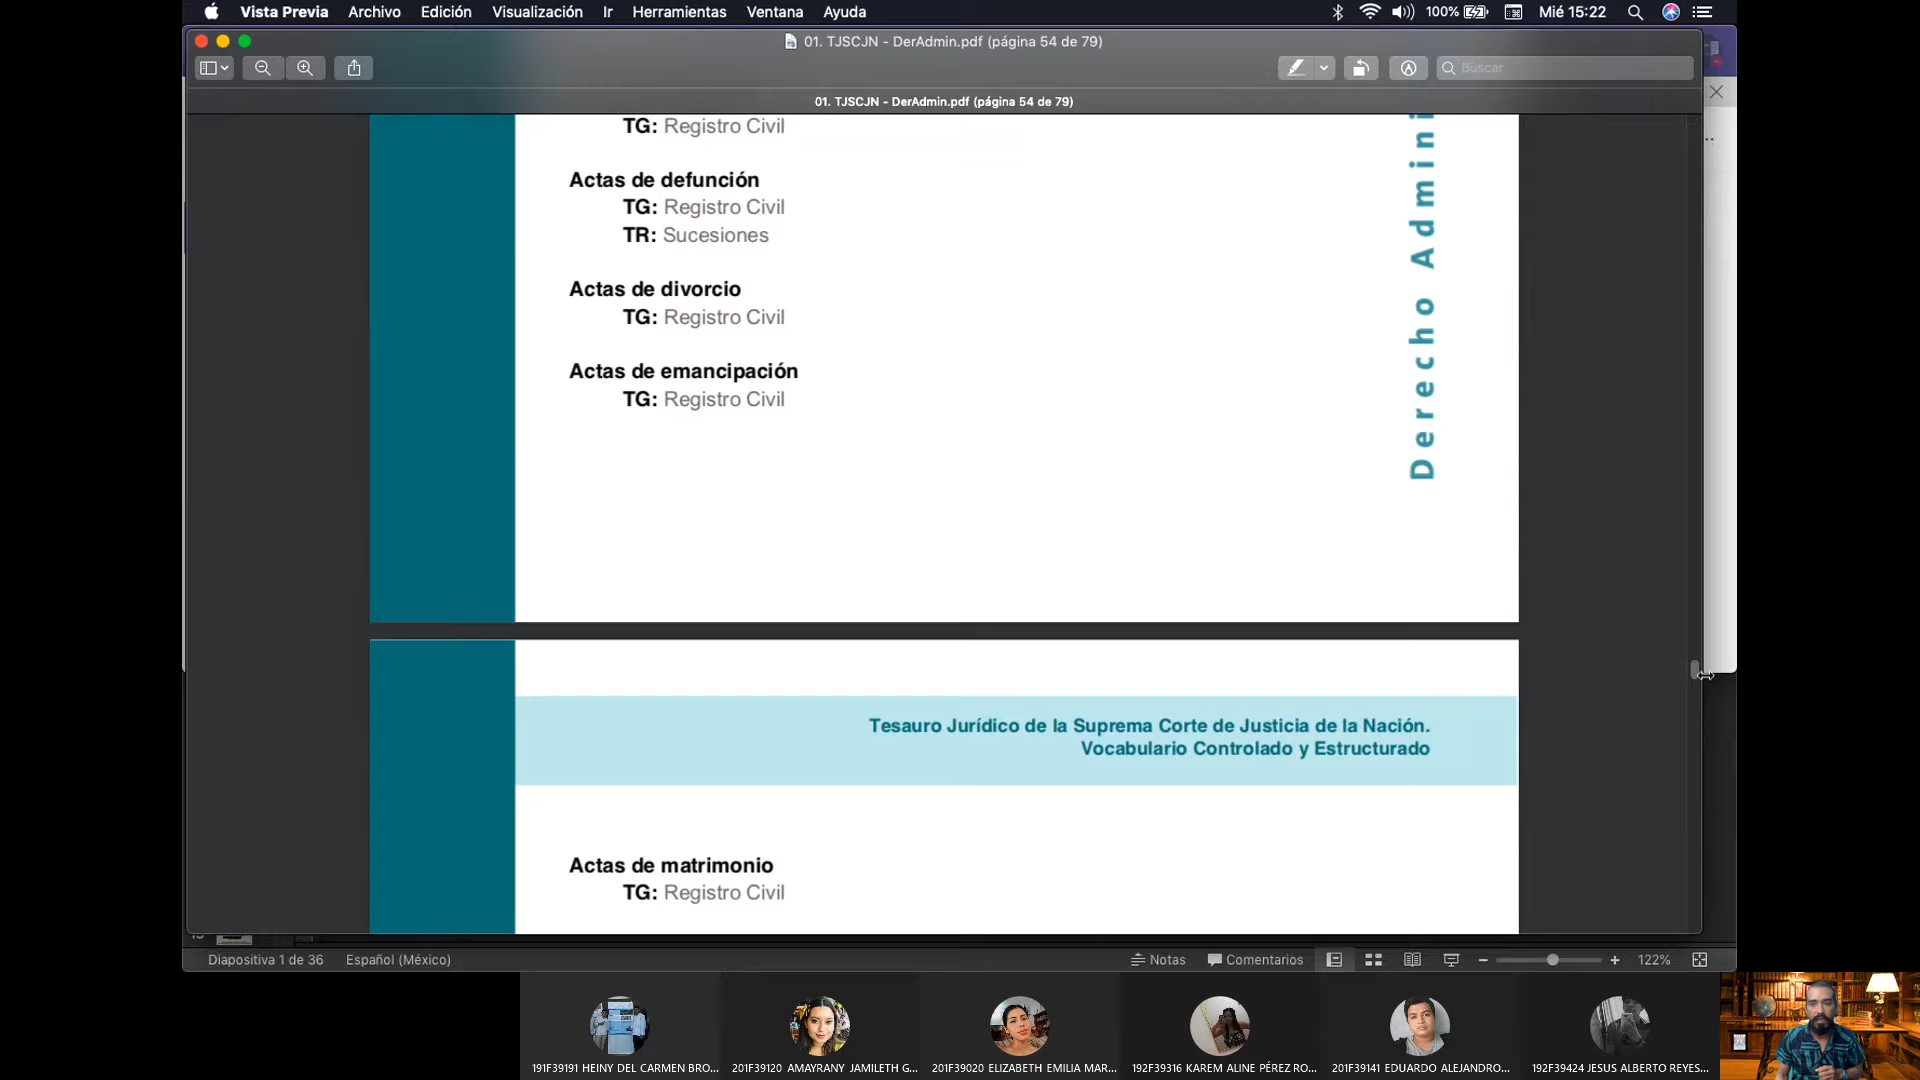 Vista Previa Archivo Edición Visualización Ir Herramientas Ventana Ayuda 100% Mié 15:22
01. TJSCJN - DerAdmin.pdf (página 54 de 79)
Buscar
01. TJSCJN - DerAdmin.pdf (página 54 de 79)
TG: Registro Civil
Actas de defunción
TG: Registro Civil
TR: Sucesiones
Actas de divorcio
TG: Registro Civil
Actas de emancipación
TG: Registro Civil
Derecho Admini
Tesauro Jurídico de la Suprema Corte de Justicia de la Nación.
Vocabulario Controlado y Estructurado
Actas de matrimonio
TG: Registro Civil
Diapositiva 1 de 36 Español (México) Notas Comentarios 122%
191F39191 HEINY DEL CARMEN BRO... 201F39120 AMAYRANY JAMILETH G... 201F39020 ELIZABETH EMILIA MAR... 192F39316 KAREM ALINE PÉREZ RO... 201F39141 EDUARDO ALEJANDRO... 192F39424 JESUS ALBERTO REYES...